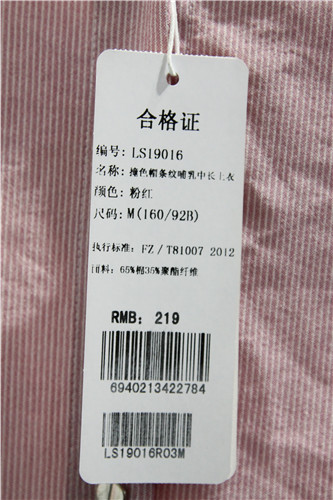 合格证
编号: LS19016
名称: 撞色帽条纹哺乳中长上衣
颜色: 粉红
尺码: M(160/92B)
执行标准: FZ/T81007 2012
面料: 65%棉35%聚酯纤维
RMB: 219
6940213422784
LS19016R03M